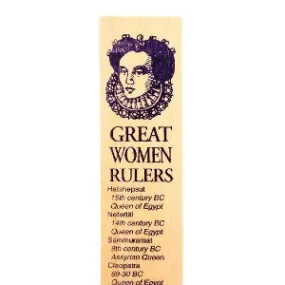 GREAT
WOMEN
RULERS
Hatshepsut
15th century BC
Queen of Egypt
Nefertiti
14th century BC
Queen of Egypt
Sammuramat
9th century BC
Assyrian Queen
Cleopatra
69-30 BC
Queen of Egypt